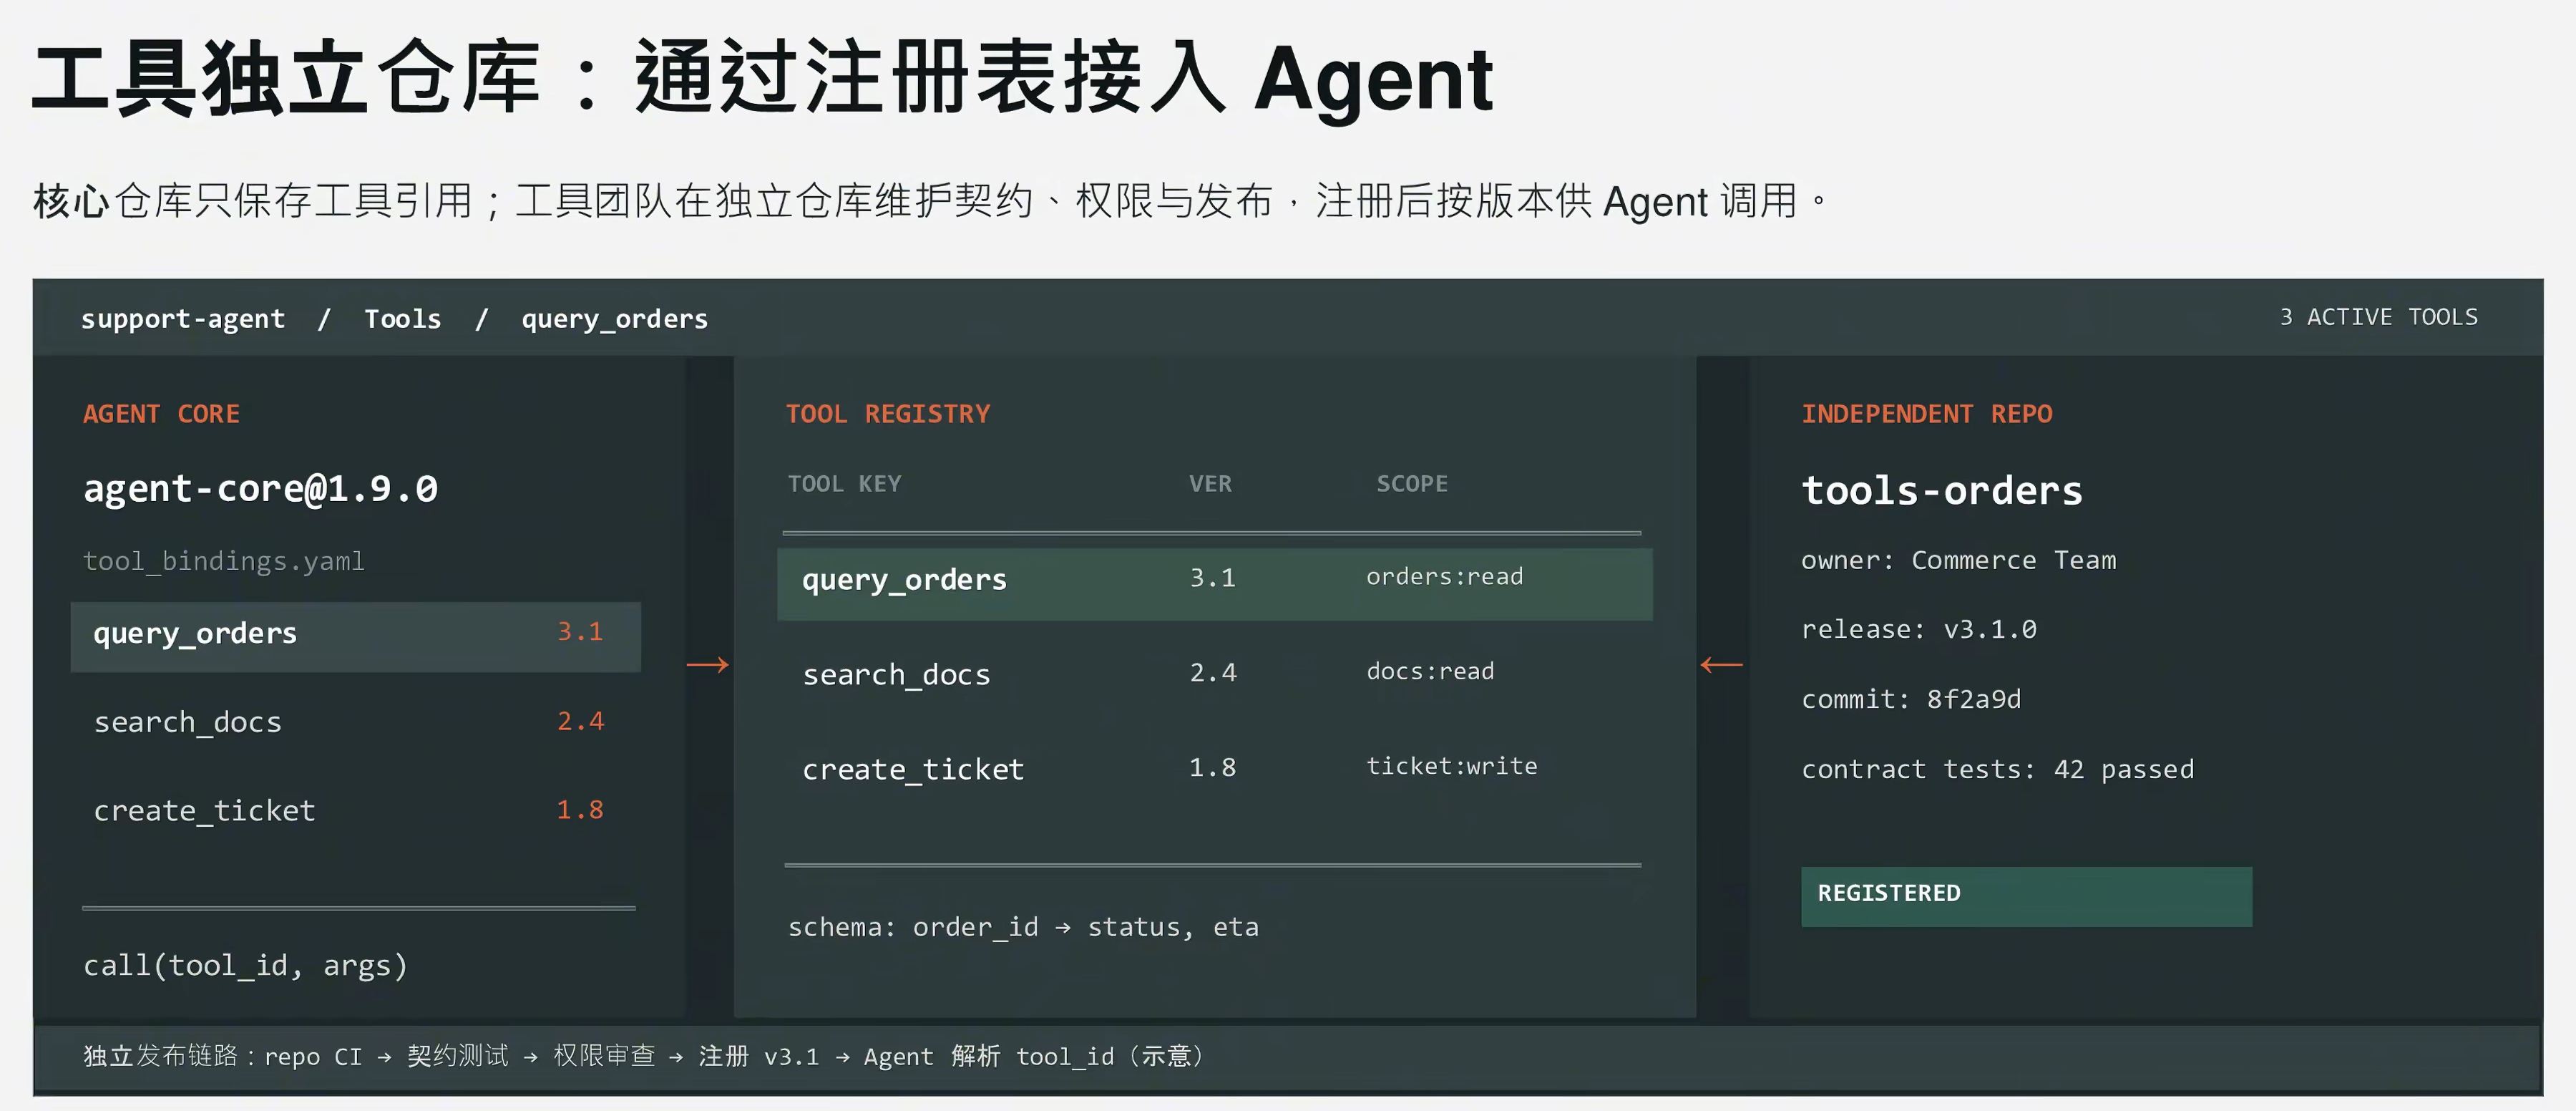 工具独立仓库：通过注册表接入 Agent
核心仓库只保存工具引用；工具团队在独立仓库维护契约、权限与发布，注册后按版本供 Agent 调用。
support-agent / Tools / query_orders
3 ACTIVE TOOLS
AGENT CORE
agent-core@1.9.0
tool_bindings.yaml
query_orders 3.1
search_docs 2.4
create_ticket 1.8
call(tool_id, args)
→
TOOL REGISTRY
TOOL KEY VER SCOPE
query_orders 3.1 orders:read
search_docs 2.4 docs:read
create_ticket 1.8 ticket:write
schema: order_id → status, eta
←
INDEPENDENT REPO
tools-orders
owner: Commerce Team
release: v3.1.0
commit: 8f2a9d
contract tests: 42 passed
REGISTERED
独立发布链路：repo CI → 契约测试 → 权限审查 → 注册 v3.1 → Agent 解析 tool_id（示意）